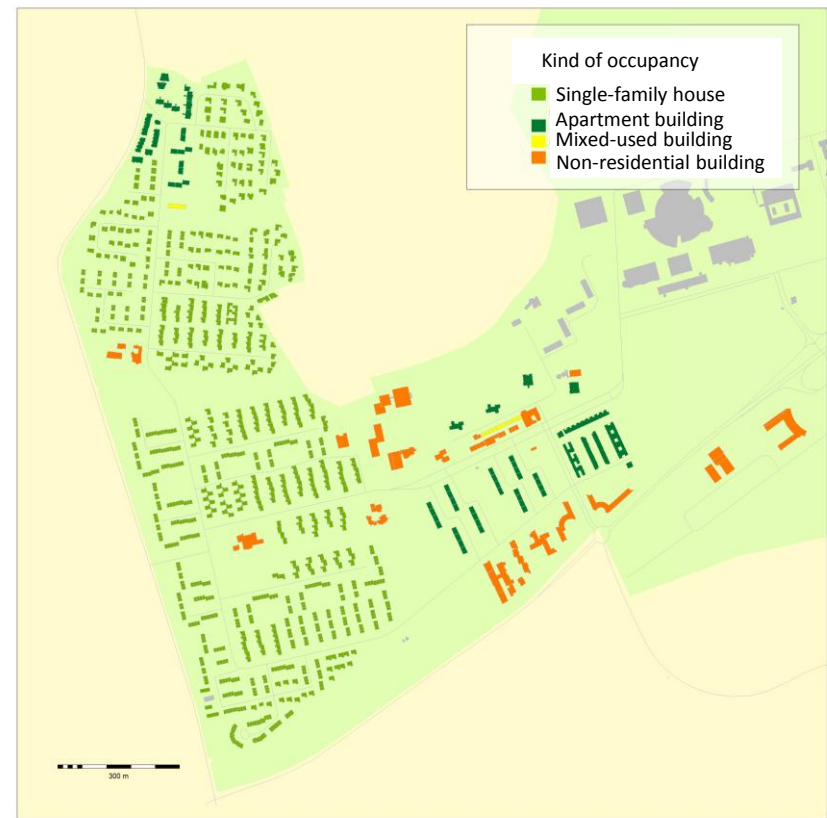 Kind of occupancy
Single-family house
Apartment building
Mixed-used building
Non-residential building
300 m